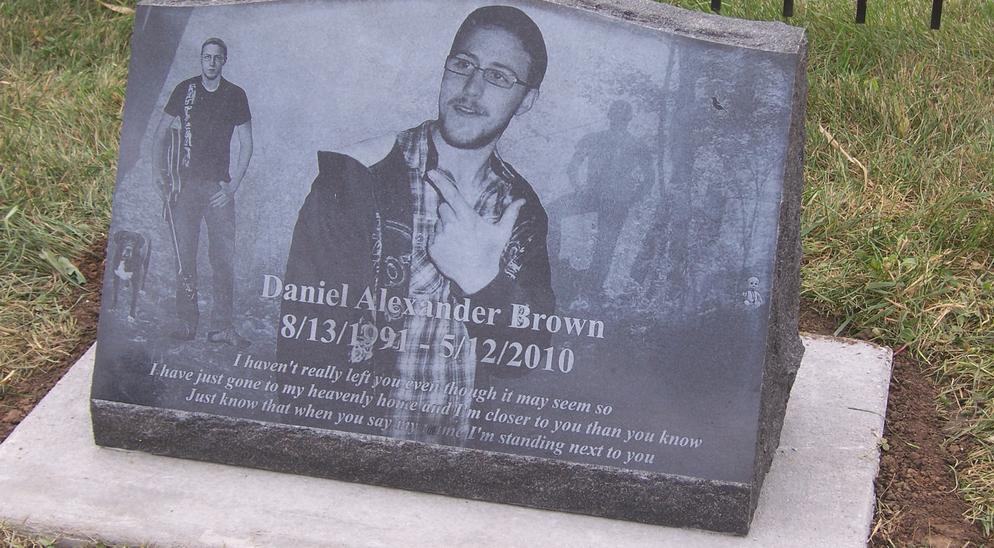 Daniel Alexander Brown
8/13/1991 - 5/12/2010
I haven't really left you even though it may seem so
I have just gone to my heavenly home and I'm closer to you than you know
Just know that when you say my name I'm standing next to you